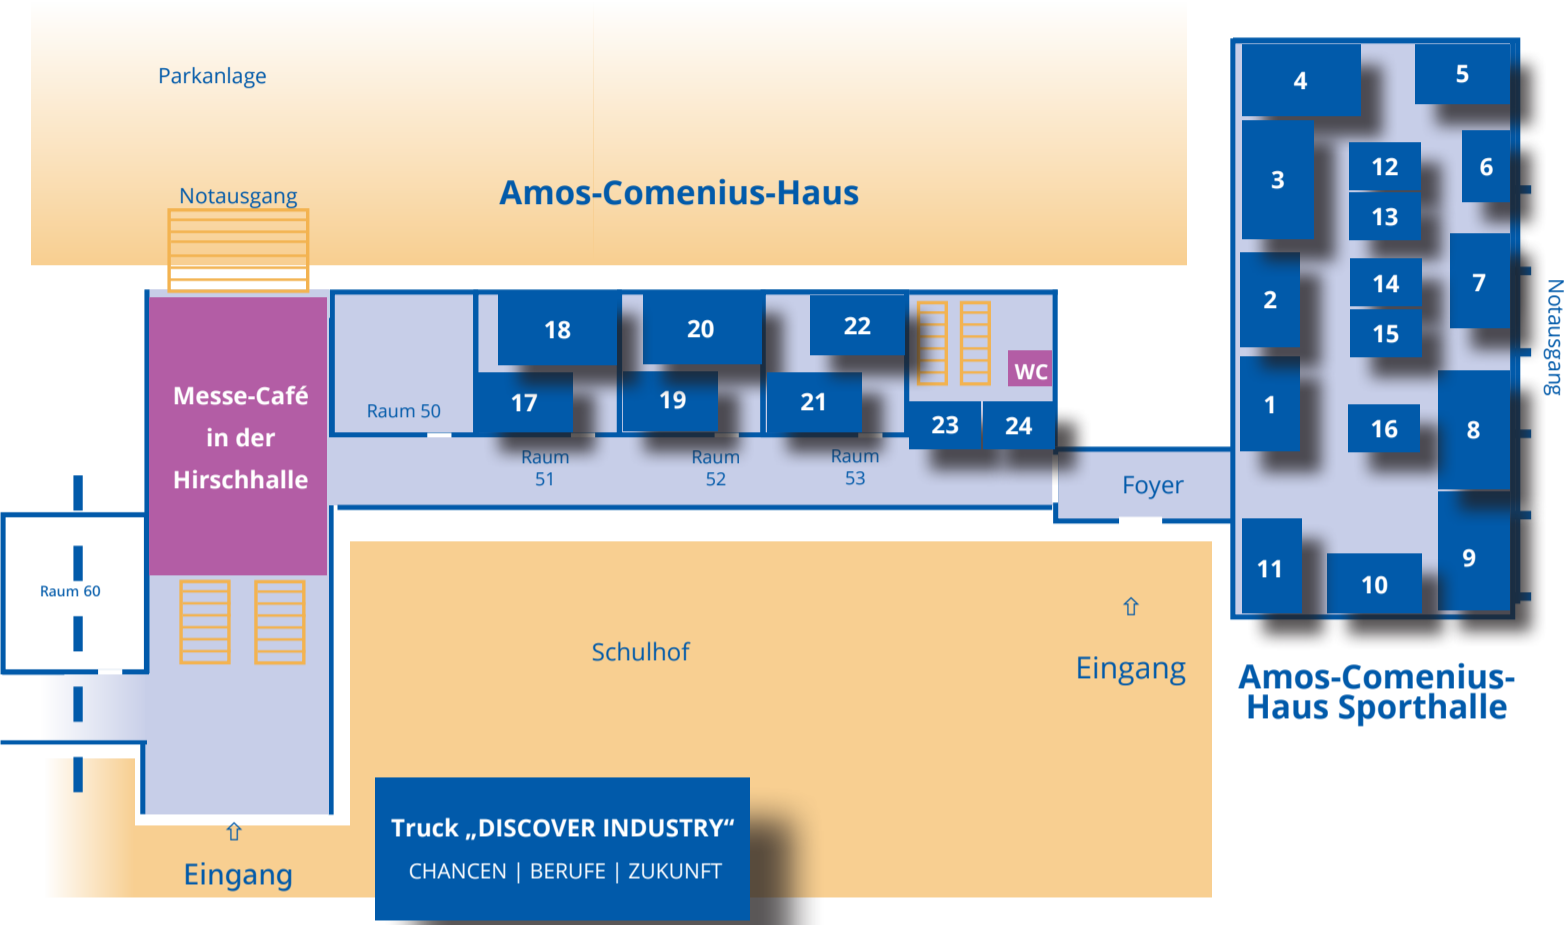 Parkanlage
Notausgang
Amos-Comenius-Haus
Messe-Café
in der
Hirschhalle
Raum 50
18
17
20
19
22
21
WC
23
24
Raum
51
Raum
52
Raum
53
Foyer
Raum 60
Schulhof
Eingang
Eingang
Truck „DISCOVER INDUSTRY“
CHANCEN | BERUFE | ZUKUNFT
4
5
3
12
6
13
2
14
7
15
1
16
8
11
10
9
Notausgang
Amos-Comenius-
Haus Sporthalle